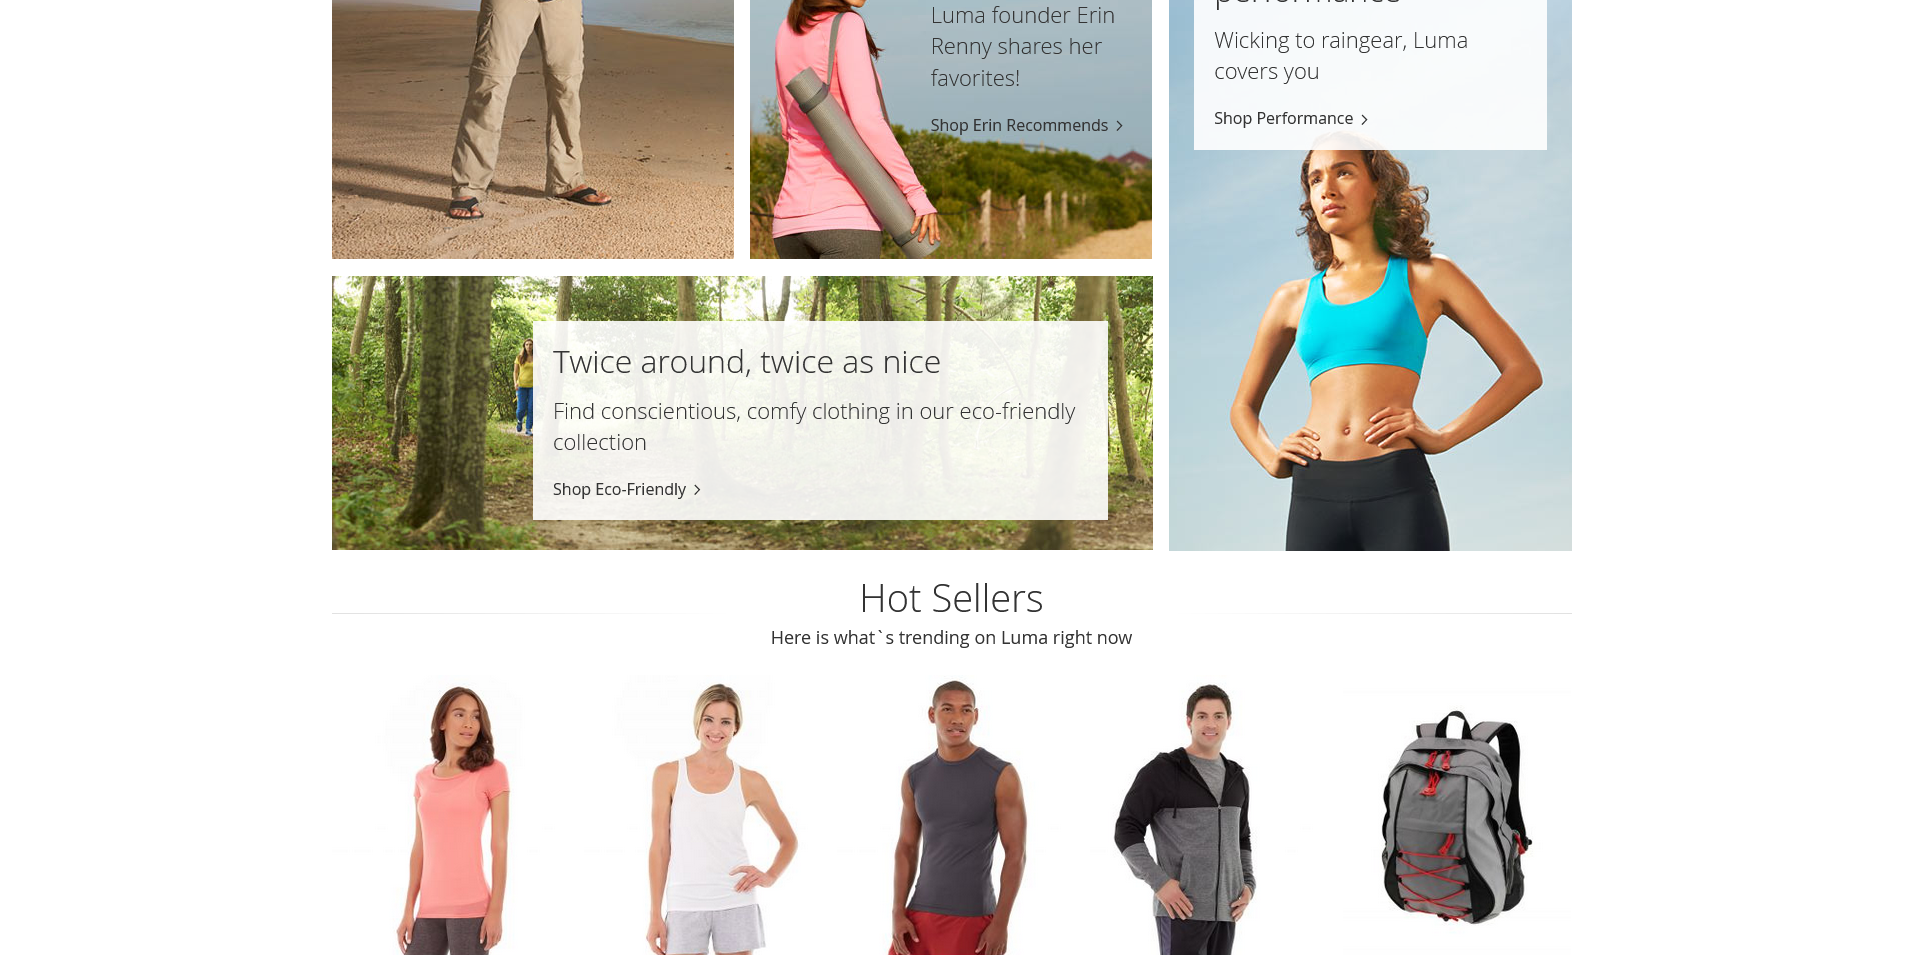 Luma founder Erin
Renny shares her
favorites!
Shop Erin Recommends
performance
Wicking to raingear, Luma
covers you
Shop Performance
Twice around, twice as nice
Find conscientious, comfy clothing in our eco-friendly
collection
Shop Eco-Friendly
Hot Sellers
Here is what`s trending on Luma right now